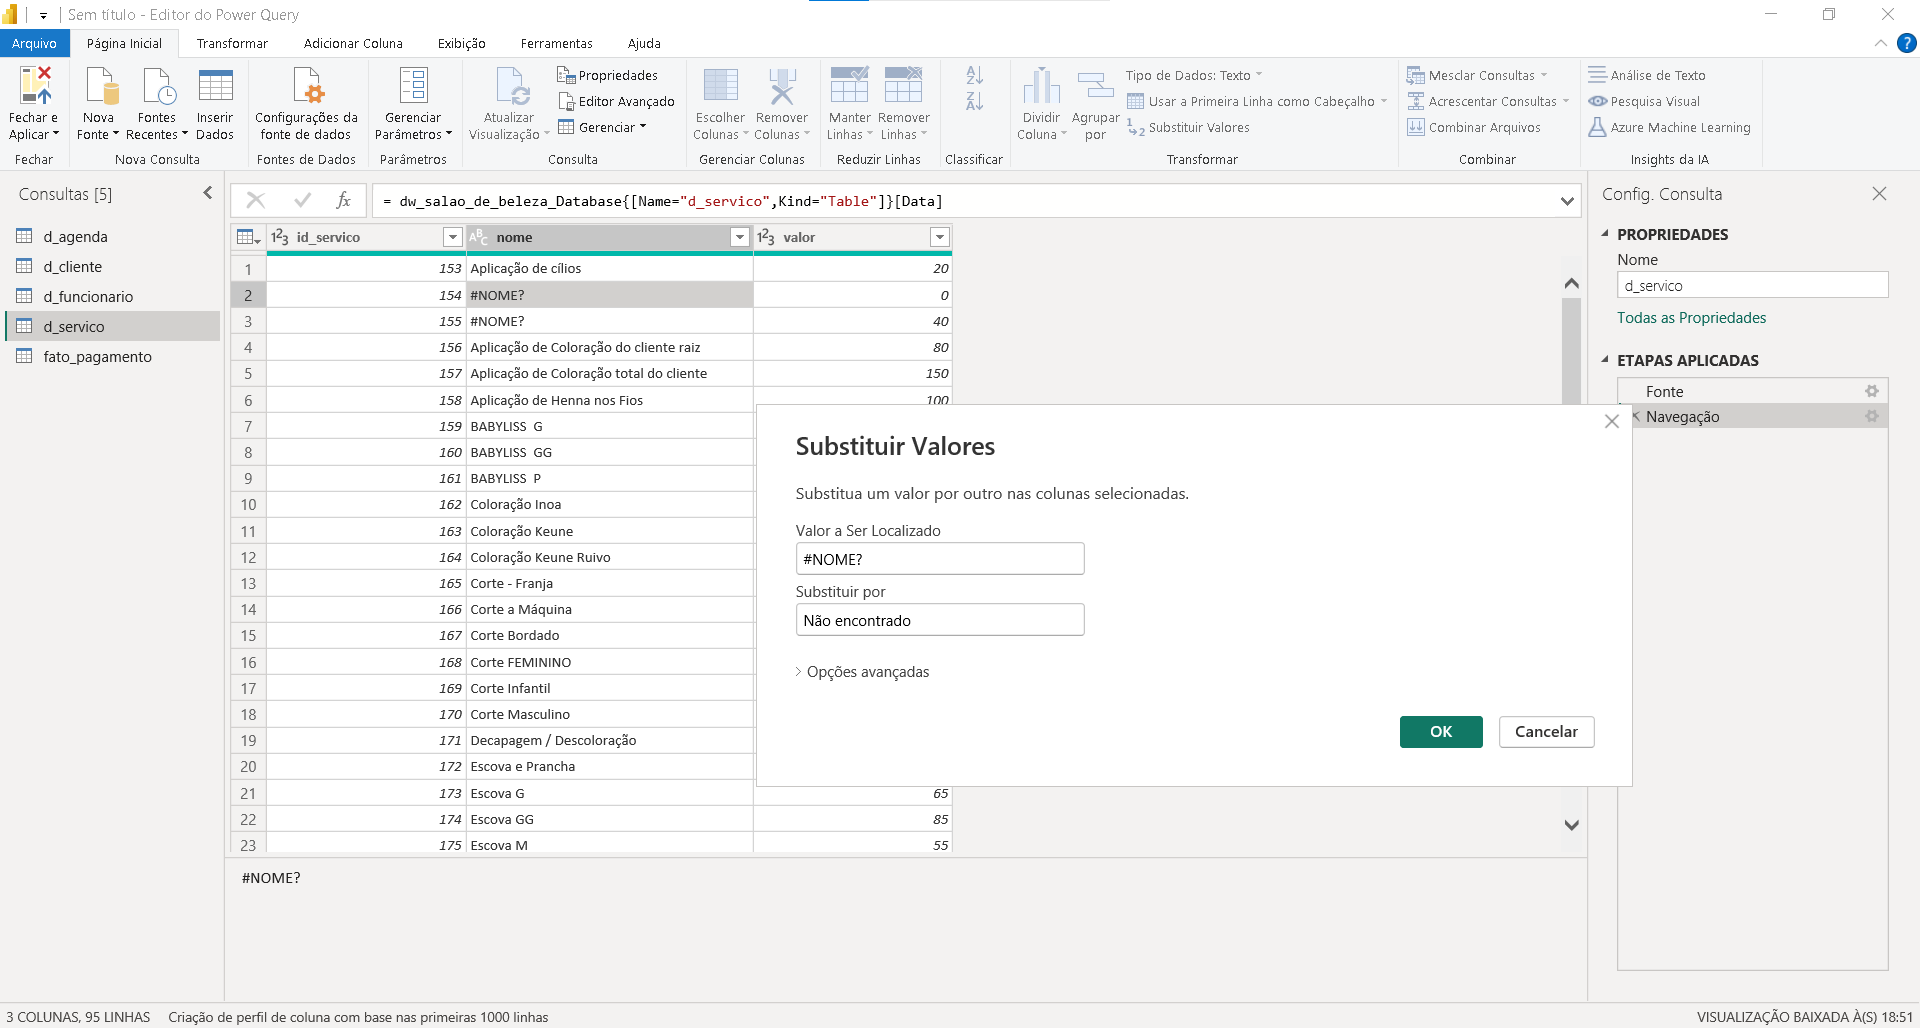 Sem título - Editor do Power Query
Arquivo
Página Inicial
Transformar
Adicionar Coluna
Exibição
Ferramentas
Ajuda
?
Fechar e
Aplicar
Fechar
Nova
Fonte
Fontes
Recentes
Inserir
Dados
Nova Consulta
Configurações da
fonte de dados
Fontes de Dados
Gerenciar
Parâmetros
Parâmetros
Atualizar
Visualização
Propriedades
Editor Avançado
Gerenciar
Consulta
Escolher
Colunas
Remover
Colunas
Gerenciar Colunas
Manter
Linhas
Remover
Linhas
Reduzir Linhas
A
Z
Z
A
Classificar
Dividir
Coluna
Agrupar
por
Tipo de Dados: Texto
Usar a Primeira Linha como Cabeçalho
1
2
Substituir Valores
Transformar
Mesclar Consultas
Acrescentar Consultas
Combinar Arquivos
Combinar
Análise de Texto
Pesquisa Visual
Azure Machine Learning
Insights da IA
Consultas [5]
d_agenda
d_cliente
d_funcionario
d_servico
fato_pagamento
fx
= dw_salao_de_beleza_Database{[Name="d_servico",Kind="Table"]}[Data]
123 id_servico ABC nome 123 valor
1 153 Aplicação de cílios 20
2 154 #NOME? 0
3 155 #NOME? 40
4 156 Aplicação de Coloração do cliente raiz 80
5 157 Aplicação de Coloração total do cliente 150
6 158 Aplicação de Henna nos Fios 100
7 159 BABYLISS  G
8 160 BABYLISS  GG
9 161 BABYLISS  P
10 162 Coloração Inoa
11 163 Coloração Keune
12 164 Coloração Keune Ruivo
13 165 Corte - Franja
14 166 Corte a Máquina
15 167 Corte Bordado
16 168 Corte FEMININO
17 169 Corte Infantil
18 170 Corte Masculino
19 171 Decapagem / Descoloração
20 172 Escova e Prancha
21 173 Escova G 65
22 174 Escova GG 85
23 175 Escova M 55
#NOME?
Substituir Valores
Substitua um valor por outro nas colunas selecionadas.
Valor a Ser Localizado
#NOME?
Substituir por
Não encontrado
Opções avançadas
OK
Cancelar
Config. Consulta
PROPRIEDADES
Nome
d_servico
Todas as Propriedades
ETAPAS APLICADAS
Fonte
Navegação
3 COLUNAS, 95 LINHAS
Criação de perfil de coluna com base nas primeiras 1000 linhas
VISUALIZAÇÃO BAIXADA À(S) 18:51